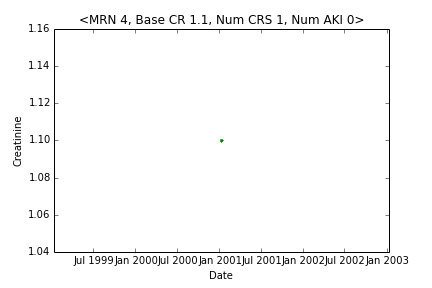 <MRN 4, Base CR 1.1, Num CRS 1, Num AKI 0>
1.16
1.14
1.12
1.10
1.08
1.06
1.04
Creatinine
Jul 1999 Jan 2000 Jul 2000 Jan 2001 Jul 2001 Jan 2002 Jul 2002 Jan 2003
Date